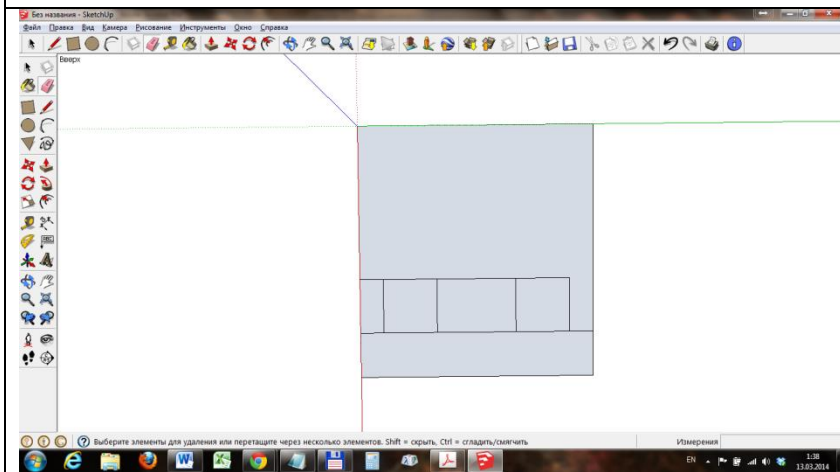 Без названия - SketchUp
Файл Правка Вид Камера Рисование Инструменты Окно Справка
Вверх
Выберите элементы для удаления или перетащите через несколько элементов. Shift = скрыть, Ctrl = сгладить/смягчить
Измерения
EN
1:38
13.03.2014